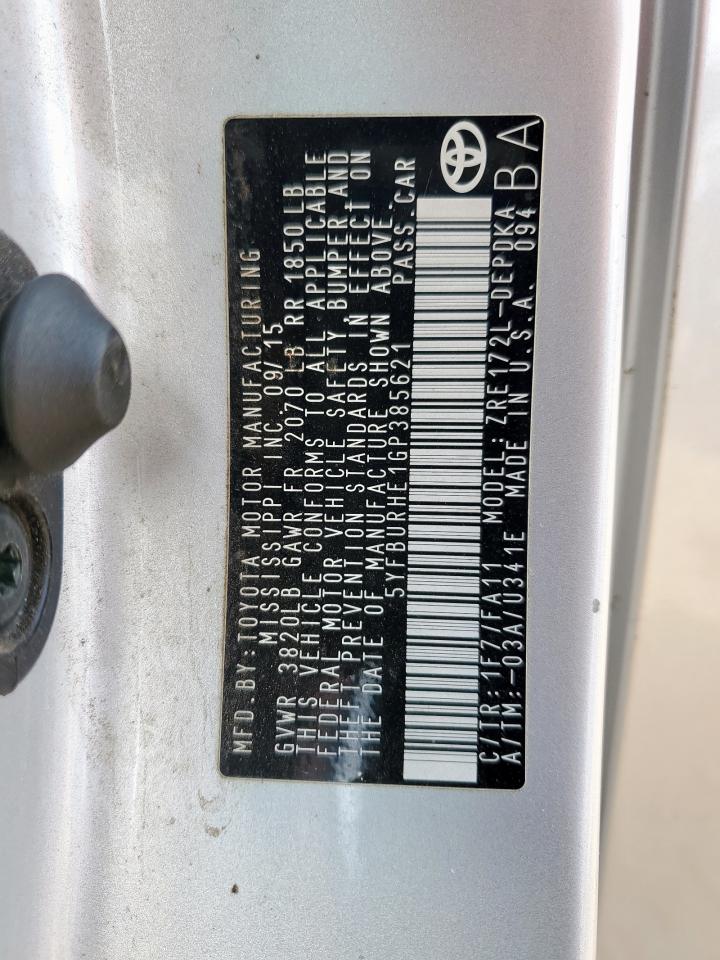 MFD BY:TOYOTA MOTOR MANUFACTURING
MISSISSIPPI INC. 09/15
GVWR 3820LB GAWR FR 2070 LB RR 1850LB
THIS VEHICLE CONFORMS TO ALL APPLICABLE
FEDERAL MOTOR VEHICLE SAFETY, BUMPER AND
THEFT PREVENTION STANDARDS IN EFFECT ON
THE DATE OF MANUFACTURE SHOWN ABOVE.
5YFBURHE1GP385621 PASS.CAR
C/TR:1F7/FA11 MODEL:ZRE172L-DEPDKA
A/TM:-03A/U341E MADE IN U.S.A. 094 BA